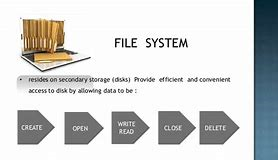 FILE SYSTEM
• resides on secondary storage (disks) Provide efficient and convenient
access to disk by allowing data to be :
CREATE
OPEN
WRITE
READ
CLOSE
DELETE